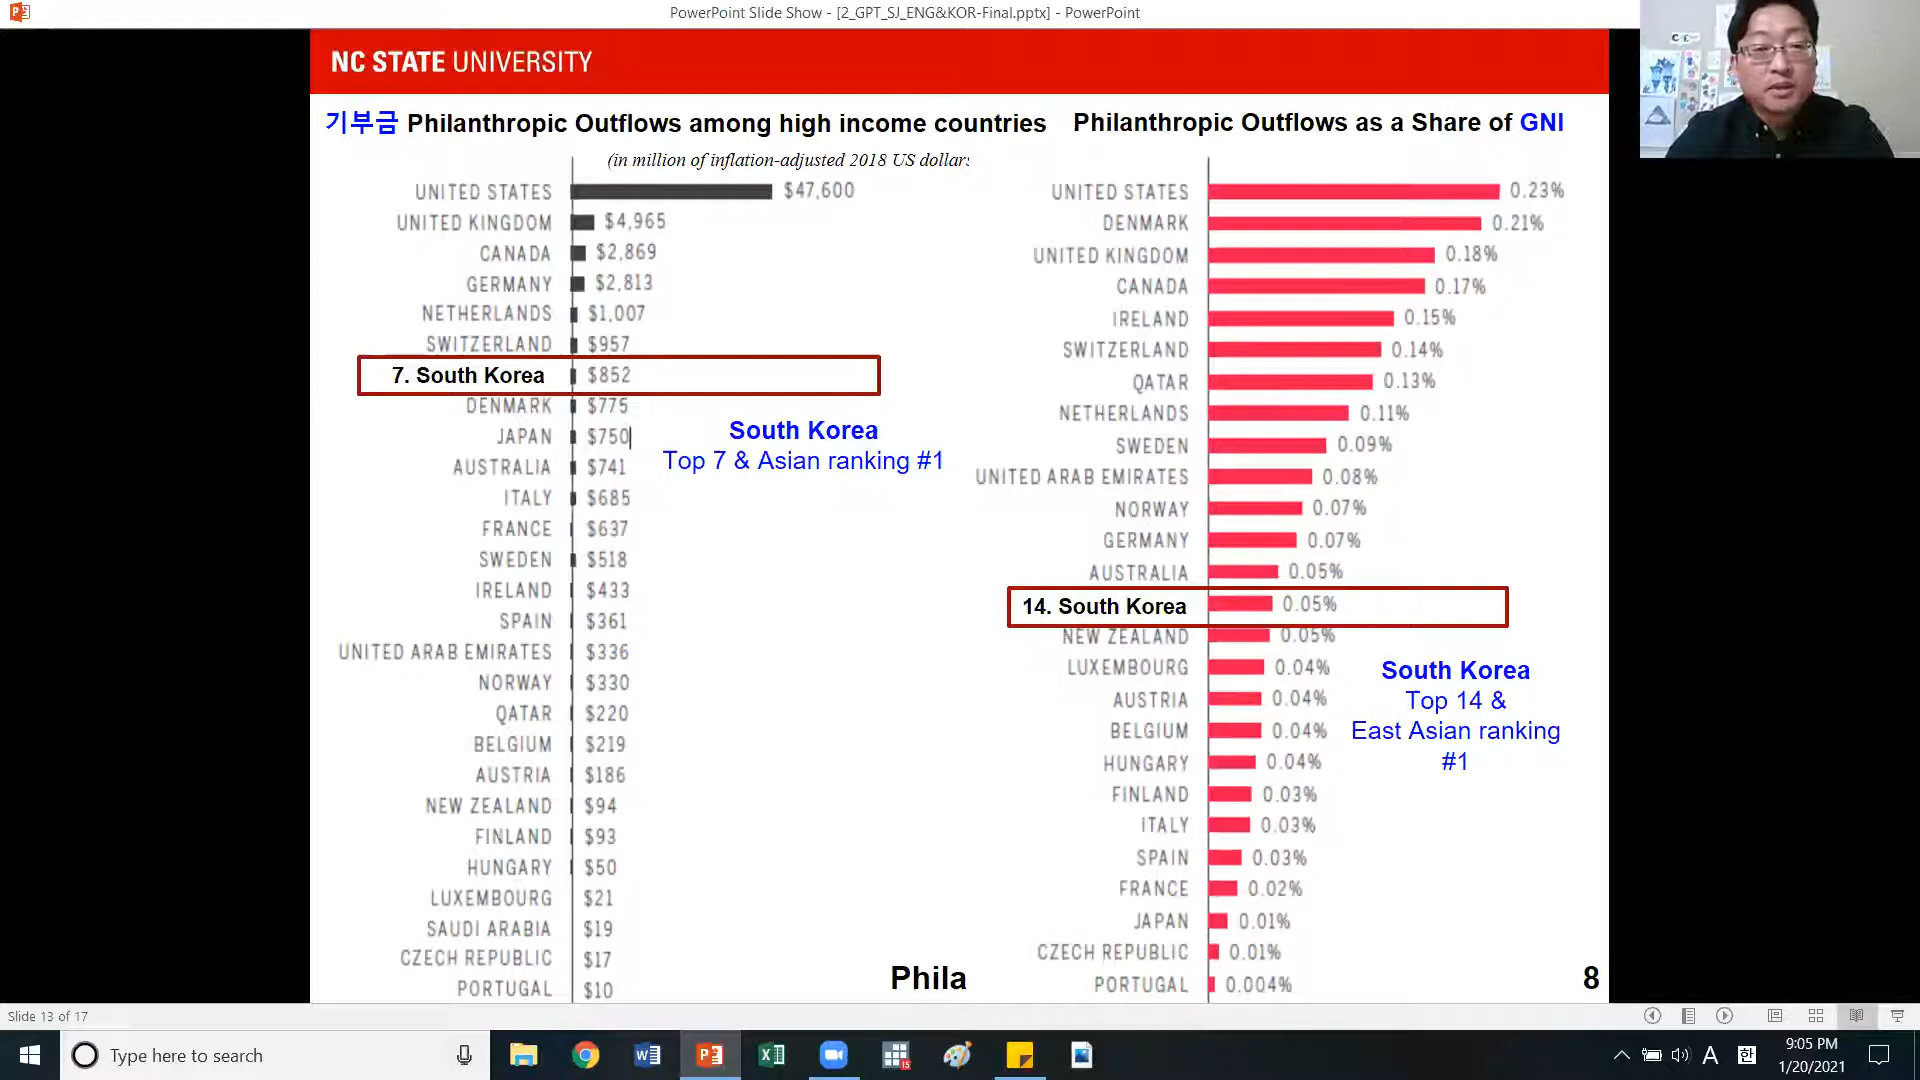 PowerPoint Slide Show - [2_GPT_SJ_ENG&KOR-Final.pptx] - PowerPoint
NC STATE UNIVERSITY
기부금 Philanthropic Outflows among high income countries
(in million of inflation-adjusted 2018 US dollars
UNITED STATES $47,600
UNITED KINGDOM $4,965
CANADA $2,869
GERMANY $2,813
NETHERLANDS $1,007
SWITZERLAND $957
7. South Korea $852
DENMARK $775
JAPAN $750
AUSTRALIA $741
ITALY $685
FRANCE $637
SWEDEN $518
IRELAND $433
SPAIN $361
UNITED ARAB EMIRATES $336
NORWAY $330
QATAR $220
BELGIUM $219
AUSTRIA $186
NEW ZEALAND $94
FINLAND $93
HUNGARY $50
LUXEMBOURG $21
SAUDI ARABIA $19
CZECH REPUBLIC $17
PORTUGAL $10
South Korea
Top 7 & Asian ranking #1
Philanthropic Outflows as a Share of GNI
UNITED STATES 0.23%
DENMARK 0.21%
UNITED KINGDOM 0.18%
CANADA 0.17%
IRELAND 0.15%
SWITZERLAND 0.14%
QATAR 0.13%
NETHERLANDS 0.11%
SWEDEN 0.09%
UNITED ARAB EMIRATES 0.08%
NORWAY 0.07%
GERMANY 0.07%
AUSTRALIA 0.05%
14. South Korea 0.05%
NEW ZEALAND 0.05%
LUXEMBOURG 0.04%
AUSTRIA 0.04%
BELGIUM 0.04%
HUNGARY 0.04%
FINLAND 0.03%
ITALY 0.03%
SPAIN 0.03%
FRANCE 0.02%
JAPAN 0.01%
CZECH REPUBLIC 0.01%
PORTUGAL 0.004%
South Korea
Top 14 &
East Asian ranking
#1
Phila
8
Slide 13 of 17
Type here to search
15
A
한
9:05 PM
1/20/2021